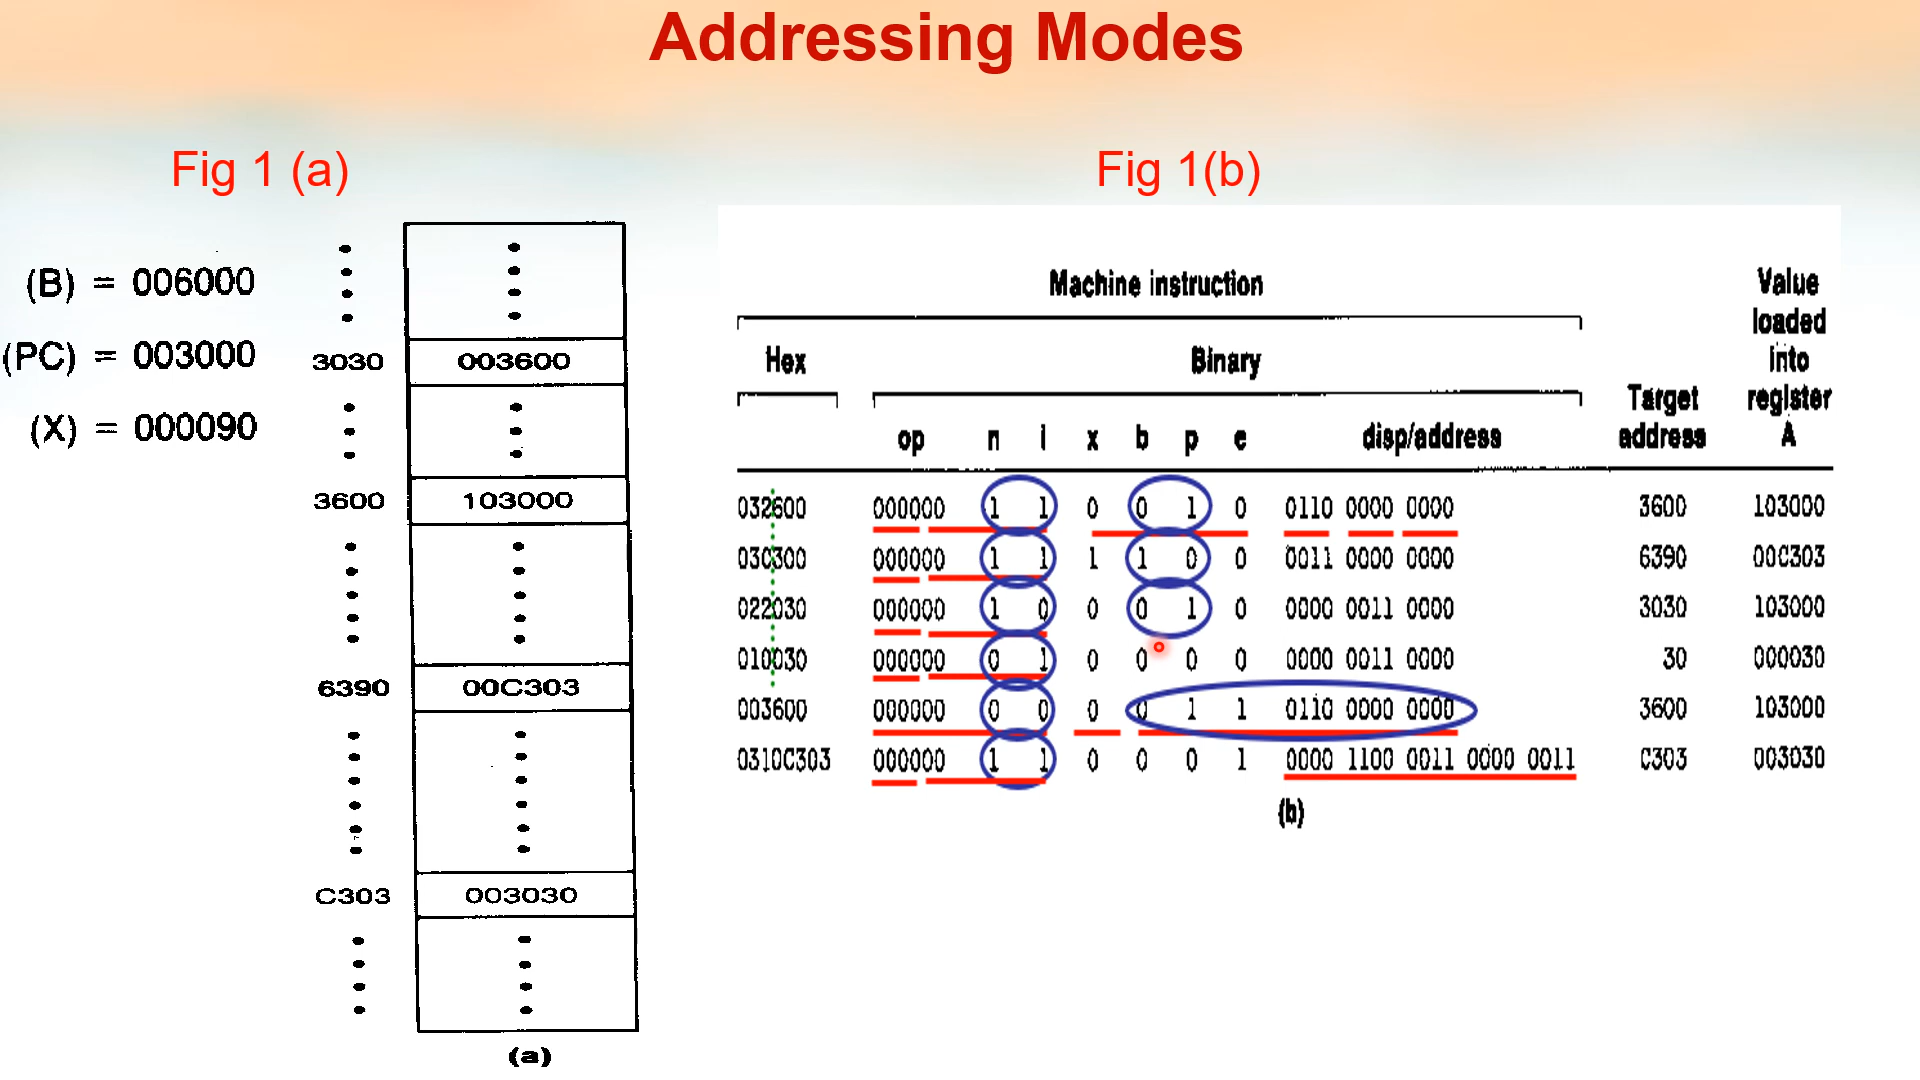 Addressing Modes
Fig 1 (a)
(B) = 006000
(PC) = 003000
(X) = 000090
3030 003600
3600 103000
6390 00C303
C303 003030
(a)
Fig 1(b)
Machine instruction
Value
loaded
into
register
A
Hex
Binary
Target
address
op n i x b p e disp/address
032600 000000 1 1 0 0 1 0 0110 0000 0000 3600 103000
03C300 000000 1 1 1 1 0 0 0011 0000 0000 6390 00C303
022030 000000 1 0 0 0 1 0 0000 0011 0000 3030 103000
010030 000000 0 1 0 0 0 0 0000 0011 0000 30 000030
003600 000000 0 0 0 0 1 1 0110 0000 0000 3600 103000
0310C303 000000 1 1 0 0 0 1 0000 1100 0011 0000 0011 C303 003030
(b)